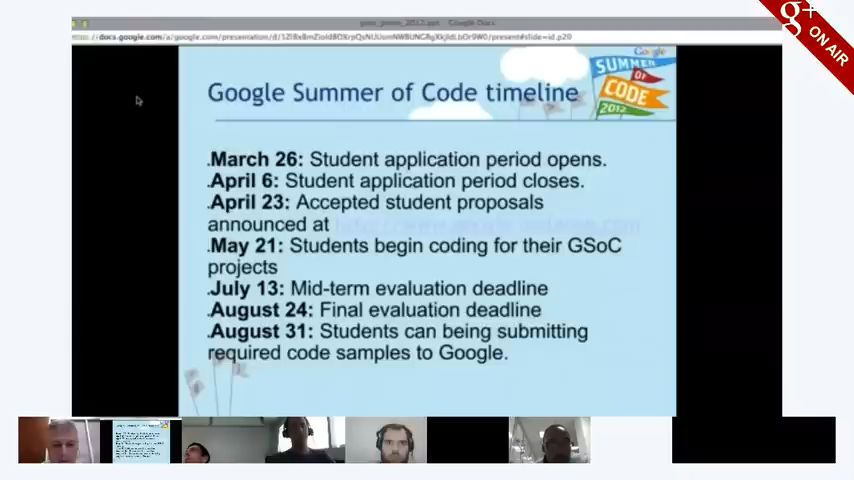 Google Docs
g+
ON AIR
Google
SUMMER
OF
CODE
2012
Google Summer of Code timeline
.March 26: Student application period opens.
.April 6: Student application period closes.
.April 23: Accepted student proposals
announced at
.May 21: Students begin coding for their GSoC
projects
.July 13: Mid-term evaluation deadline
.August 24: Final evaluation deadline
.August 31: Students can being submitting
required code samples to Google.